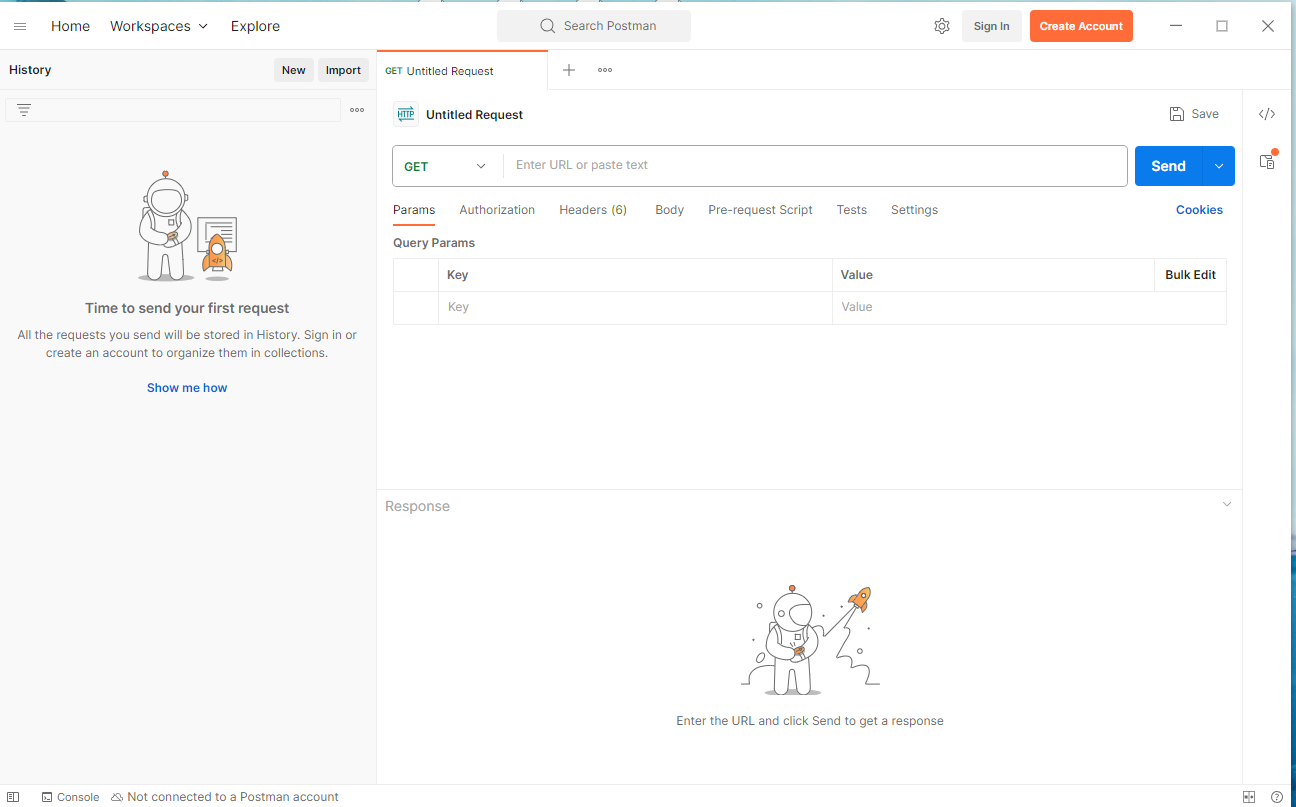 Home Workspaces Explore Search Postman Sign In Create Account
History New Import GET Untitled Request
HTTP Untitled Request Save </>
GET Enter URL or paste text Send
Params Authorization Headers (6) Body Pre-request Script Tests Settings Cookies
Query Params
Key Value Bulk Edit
Key Value
</>
Time to send your first request
All the requests you send will be stored in History. Sign in or
create an account to organize them in collections.
Show me how
Response
Enter the URL and click Send to get a response
Console Not connected to a Postman account